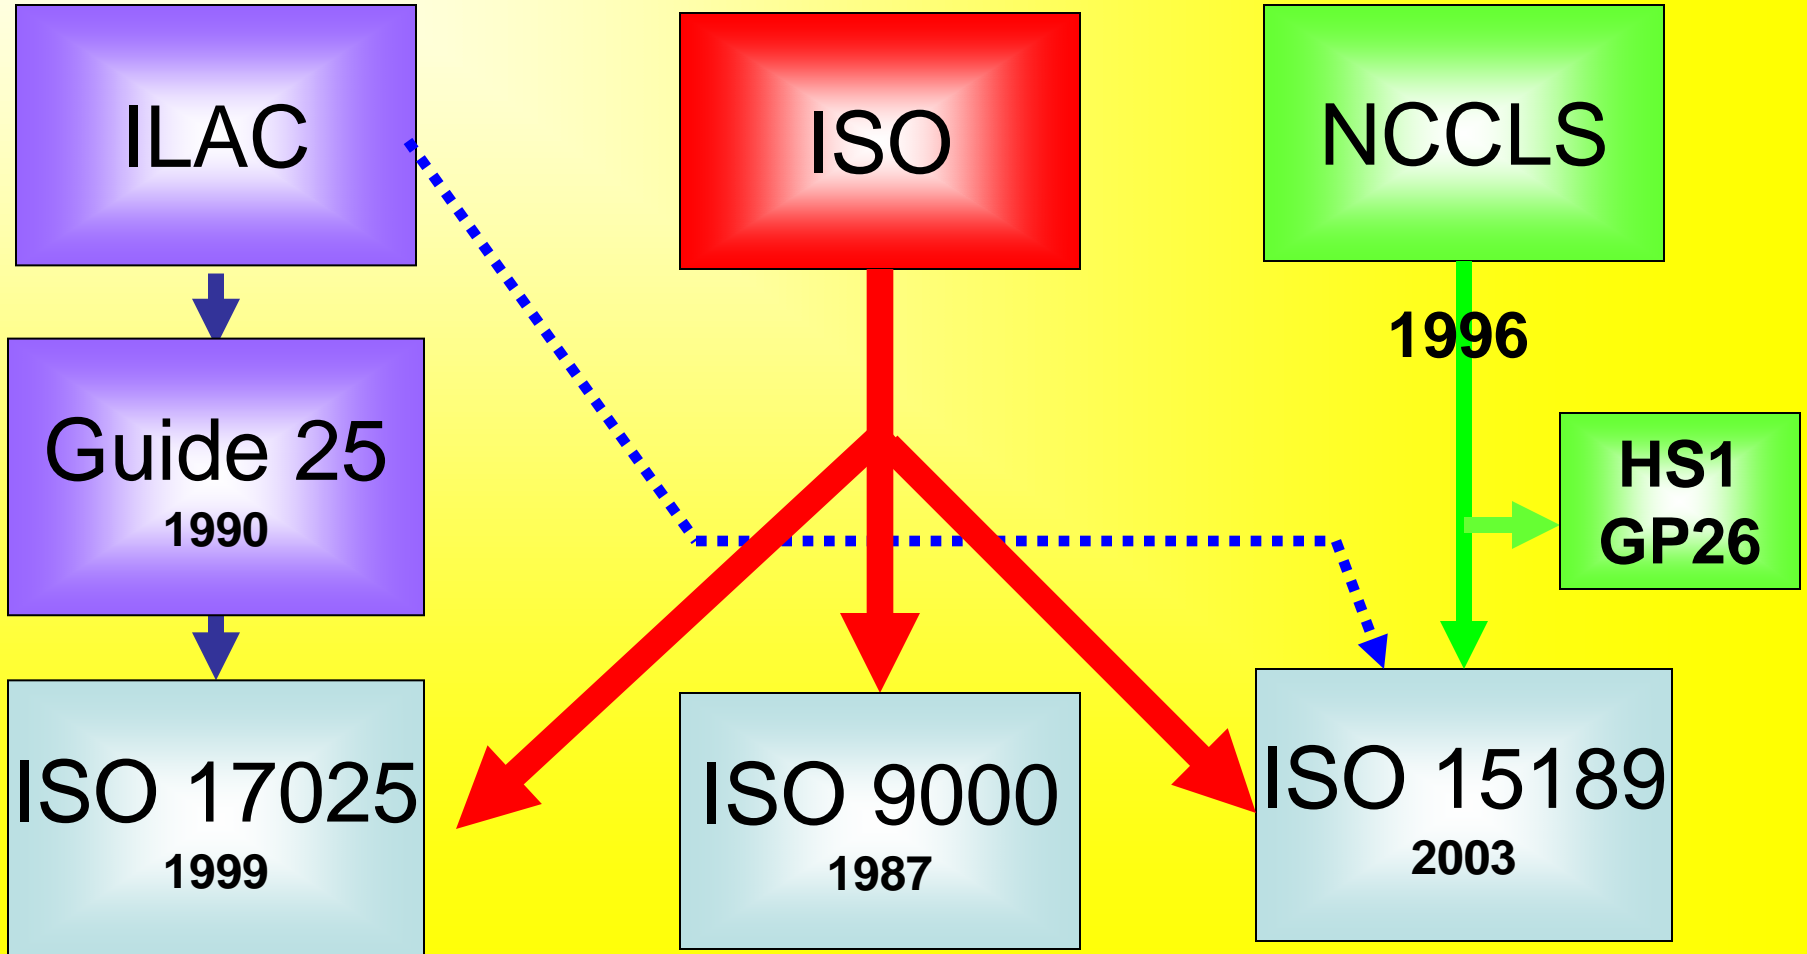 ILAC
ISO
NCCLS
1996
Guide 25
1990
HS1
GP26
ISO 17025
1999
ISO 9000
1987
ISO 15189
2003